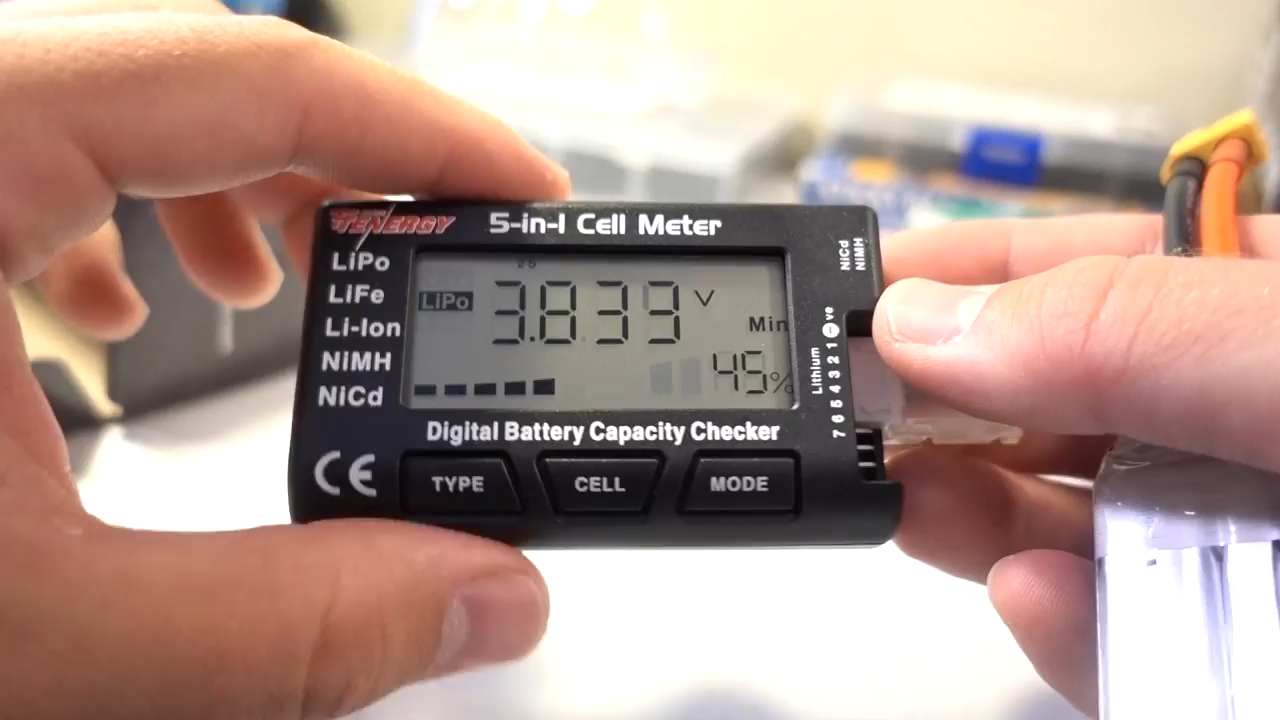 TENERGY 5-in-1 Cell Meter
LiPo
LiFe
Li-Ion
NiMH
NiCd
LiPo 3.839 V
Min
45%
NiCd
NiMH
Lithium
7 6 5 4 3 2 1 ⊖ ve
Digital Battery Capacity Checker
CE
TYPE
CELL
MODE